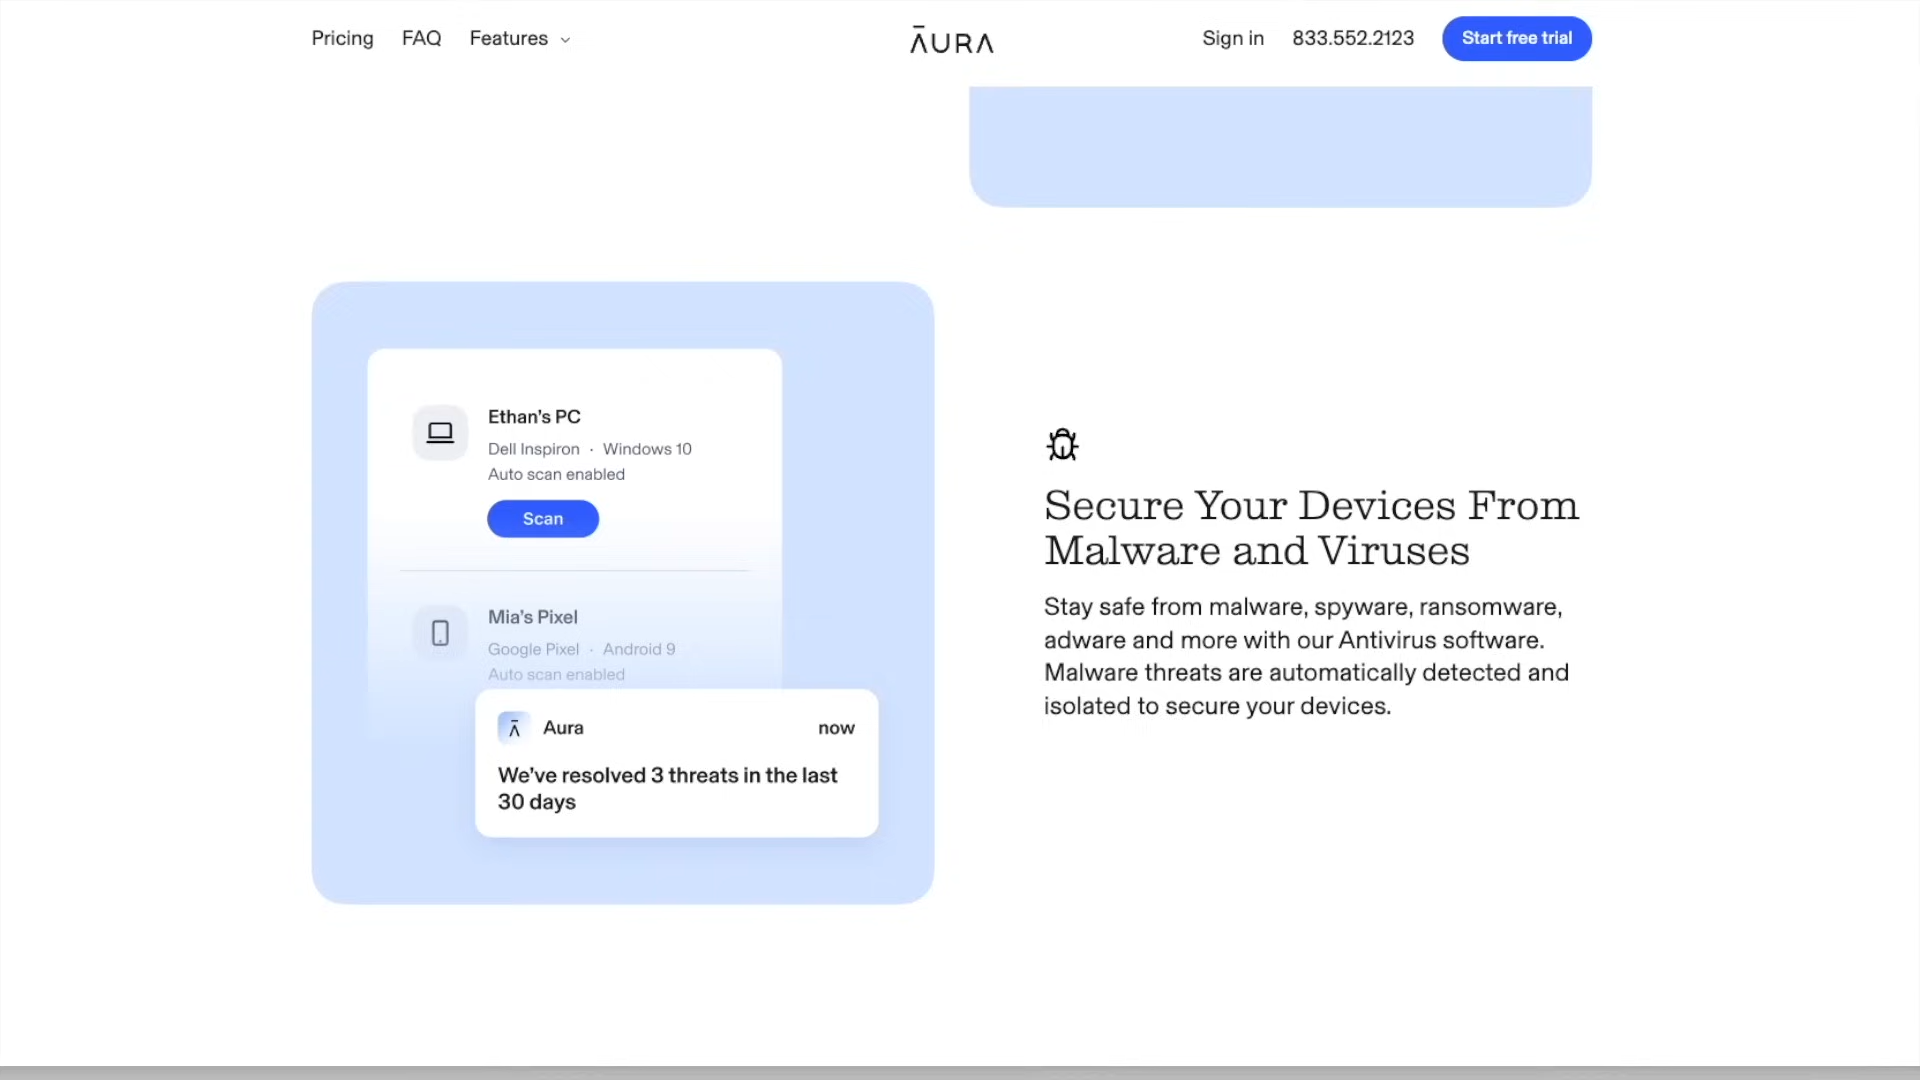 Pricing FAQ Features
ĀURA
Sign in 833.552.2123 Start free trial
Ethan's PC
Dell Inspiron · Windows 10
Auto scan enabled
Scan
Mia's Pixel
Google Pixel · Android 9
Auto scan enabled
Aura now
We've resolved 3 threats in the last
30 days
Secure Your Devices From
Malware and Viruses
Stay safe from malware, spyware, ransomware,
adware and more with our Antivirus software.
Malware threats are automatically detected and
isolated to secure your devices.